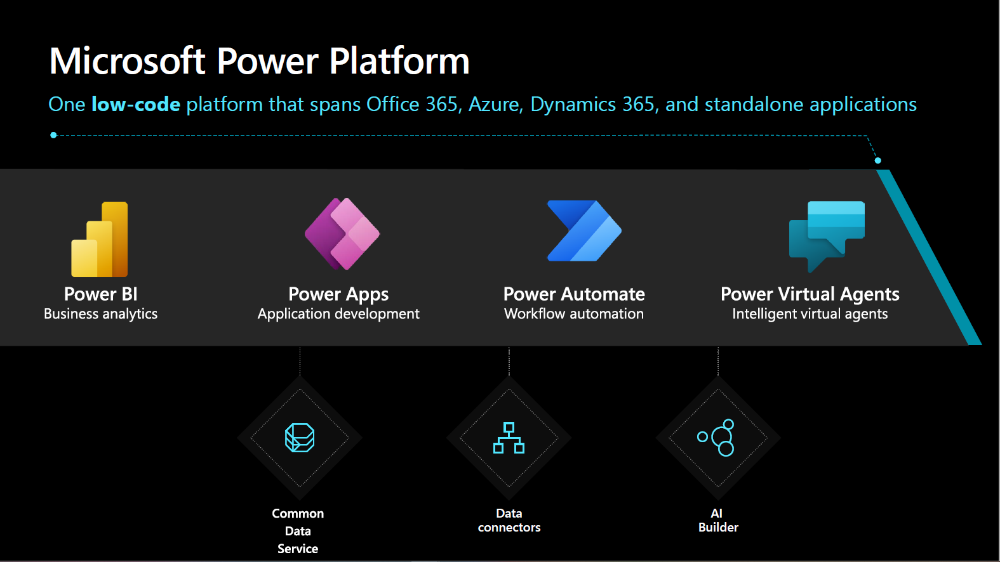 Microsoft Power Platform
One low-code platform that spans Office 365, Azure, Dynamics 365, and standalone applications
Power BI
Business analytics
Power Apps
Application development
Power Automate
Workflow automation
Power Virtual Agents
Intelligent virtual agents
Common
Data
Service
Data
connectors
AI
Builder